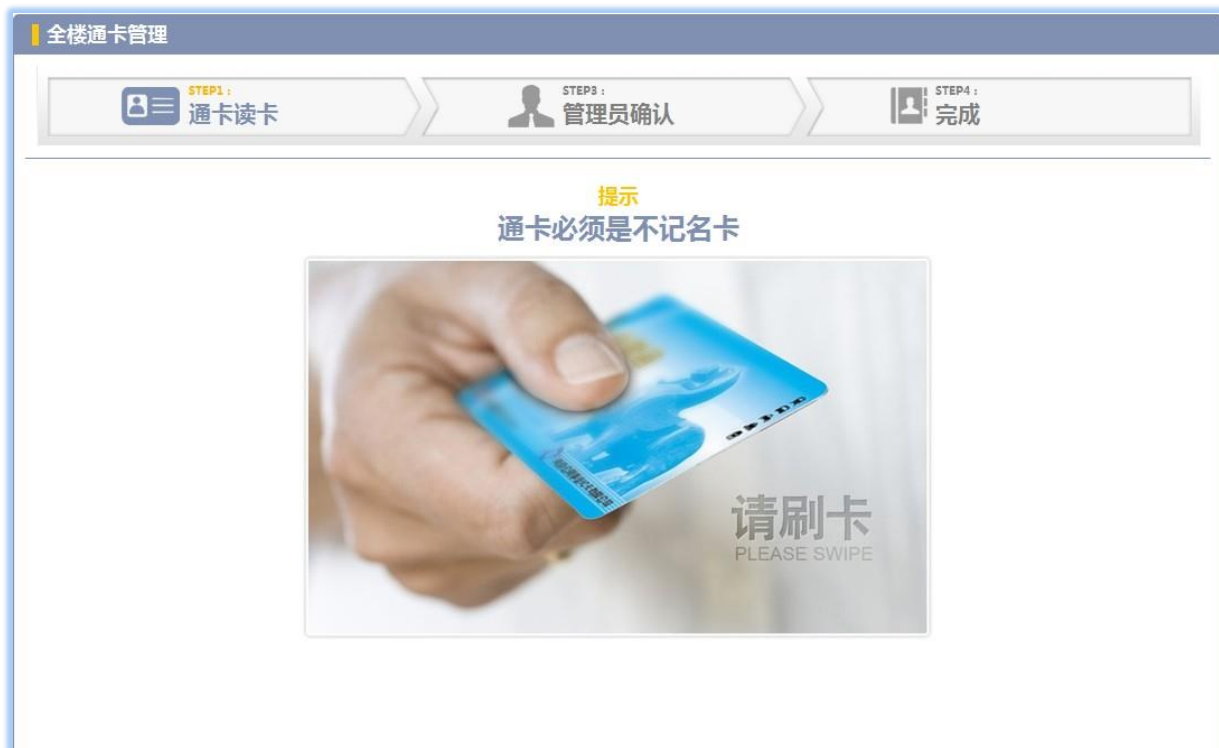 全楼通卡管理
STEP1：
通卡读卡
STEP3：
管理员确认
STEP4：
完成
提示
通卡必须是不记名卡
请刷卡
PLEASE SWIPE